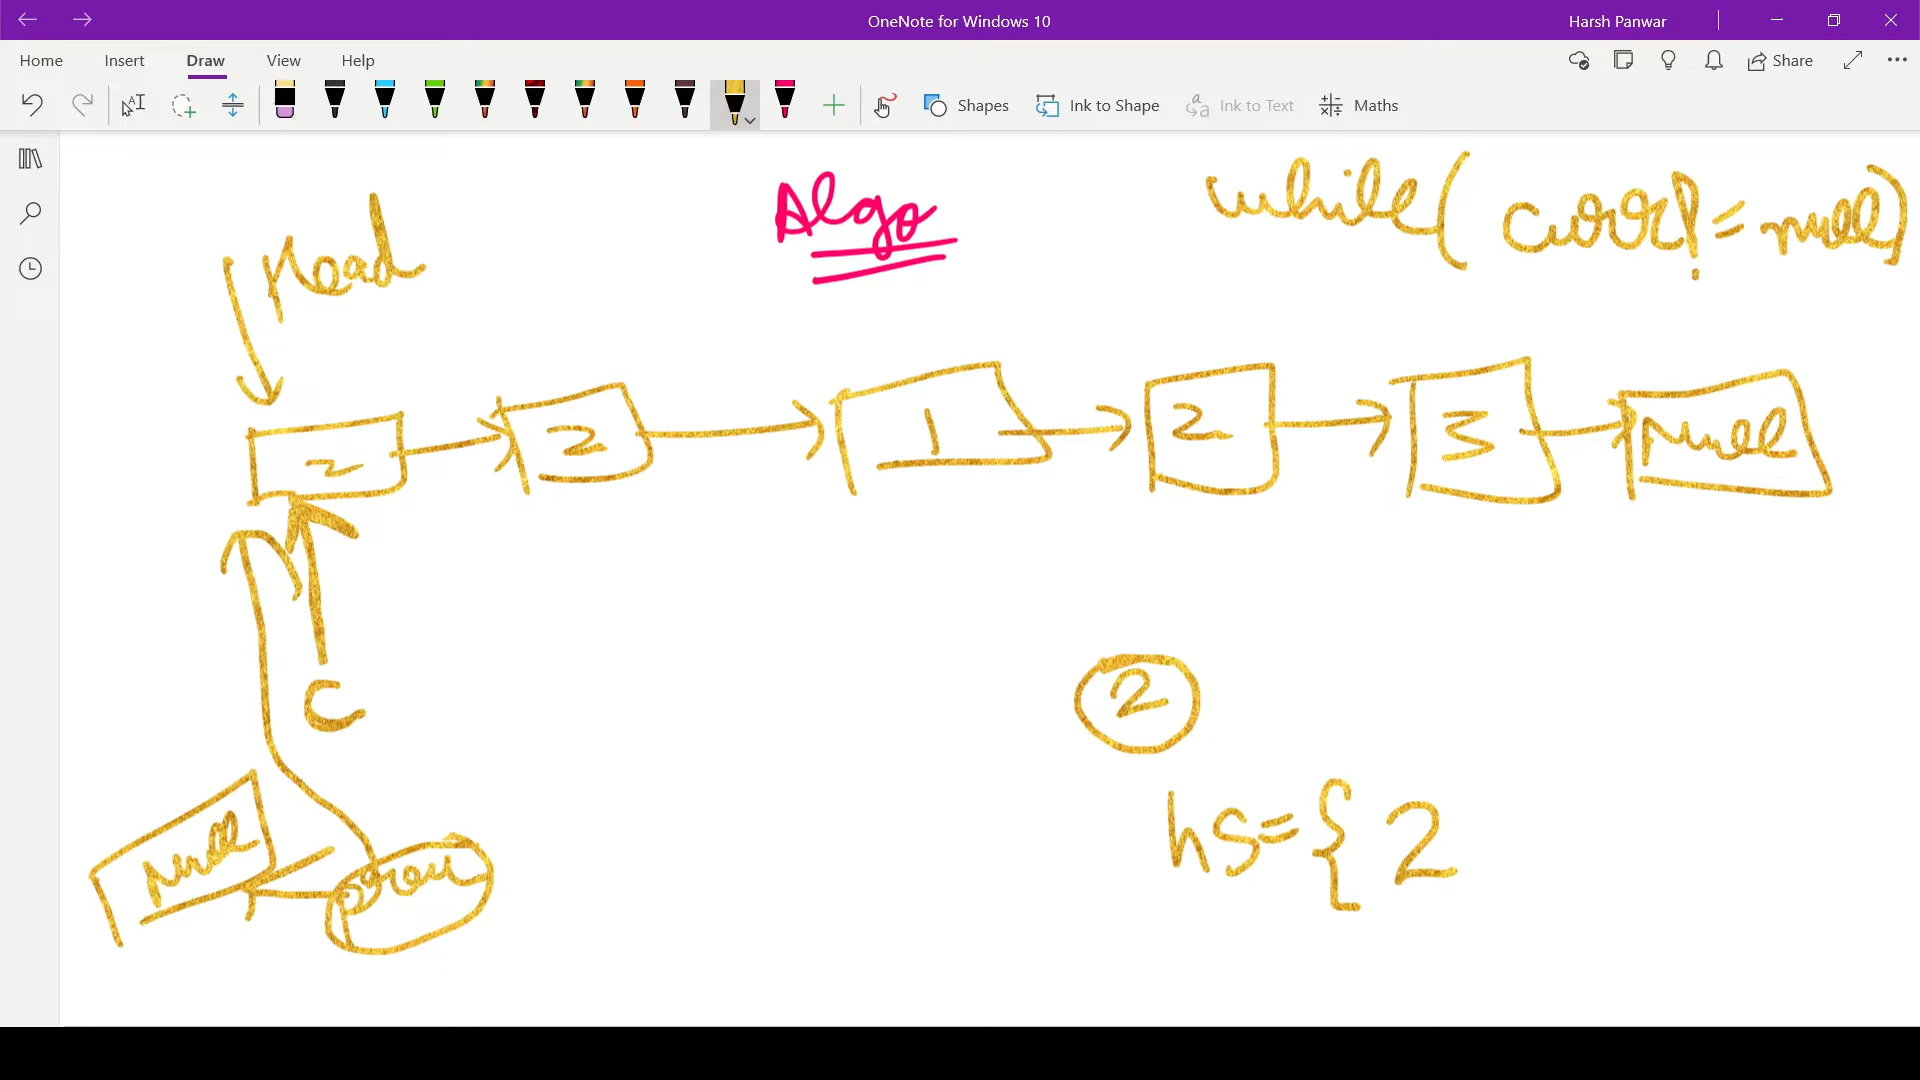 OneNote for Windows 10
Harsh Panwar
Home Insert Draw View Help
Share
Shapes Ink to Shape Ink to Text Maths
Algo
while( curr! = null)
Head
2 2 1 2 3 Null
C
2
Null prev
hs = { 2